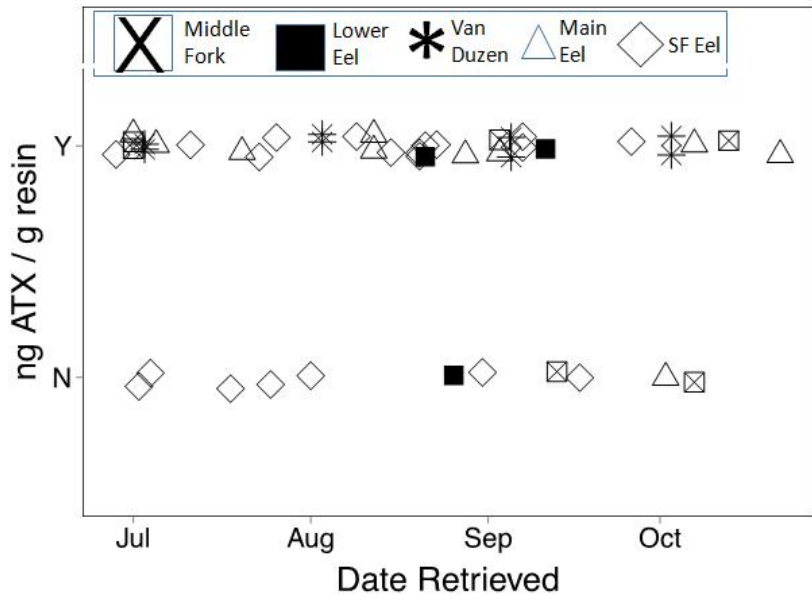 Middle
Fork
Lower
Eel
Van
Duzen
Main
Eel
SF Eel
ng ATX / g resin
Y
N
Jul Aug Sep Oct
Date Retrieved